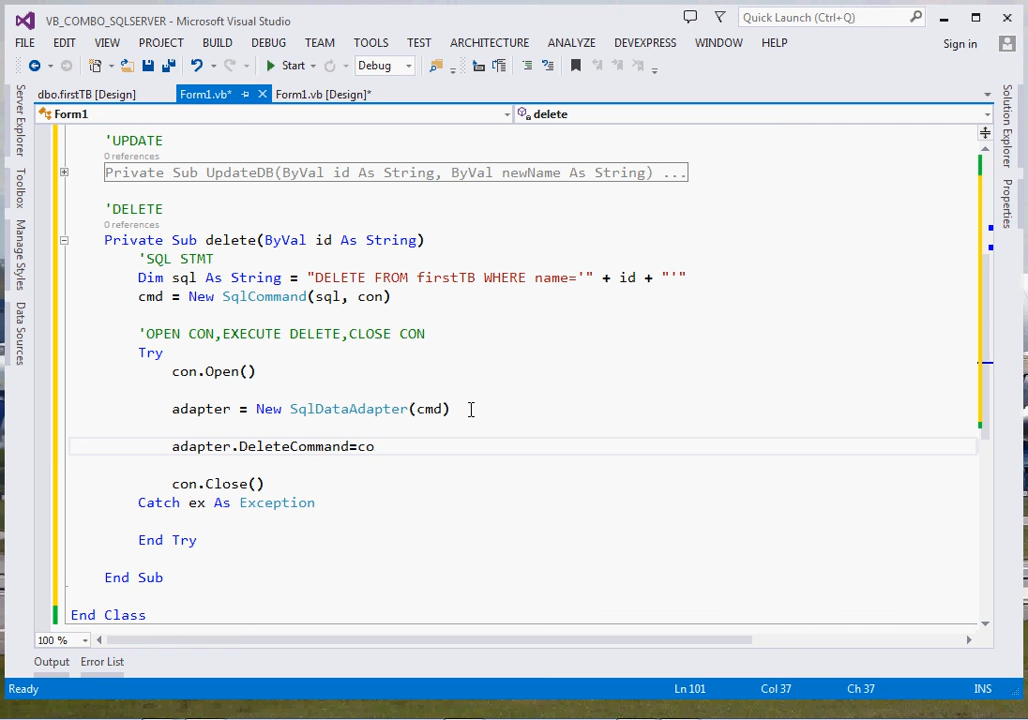 VB_COMBO_SQLSERVER - Microsoft Visual Studio
Quick Launch (Ctrl+Q)
FILE EDIT VIEW PROJECT BUILD DEBUG TEAM TOOLS TEST ARCHITECTURE ANALYZE DEVEXPRESS WINDOW HELP Sign in
Start Debug
dbo.firstTB [Design] Form1.vb* Form1.vb [Design]*
Form1 delete
Server Explorer
Toolbox
Manage Styles
Data Sources
Solution Explorer
Properties
'UPDATE
0 references
Private Sub UpdateDB(ByVal id As String, ByVal newName As String) ...
'DELETE
0 references
Private Sub delete(ByVal id As String)
'SQL STMT
Dim sql As String = "DELETE FROM firstTB WHERE name='" + id + "'"
cmd = New SqlCommand(sql, con)
'OPEN CON,EXECUTE DELETE,CLOSE CON
Try
con.Open()
adapter = New SqlDataAdapter(cmd)
adapter.DeleteCommand=co
con.Close()
Catch ex As Exception
End Try
End Sub
End Class
100 %
Output Error List
Ready Ln 101 Col 37 Ch 37 INS